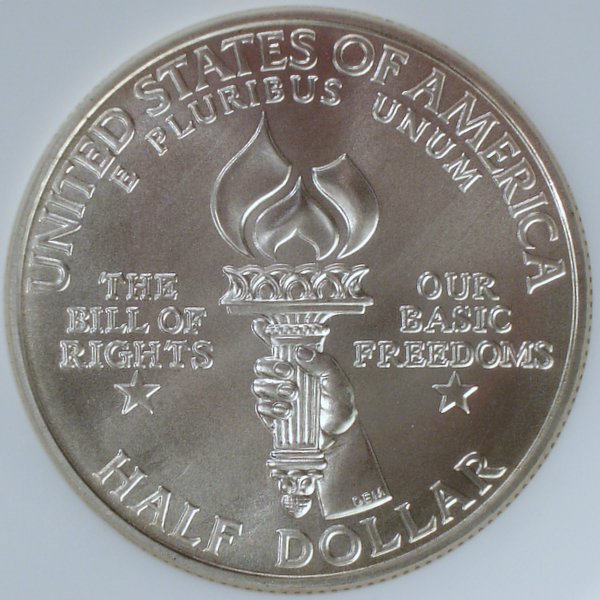 UNITED STATES OF AMERICA
E PLURIBUS UNUM
THE
BILL OF
RIGHTS
OUR
BASIC
FREEDOMS
HALF DOLLAR